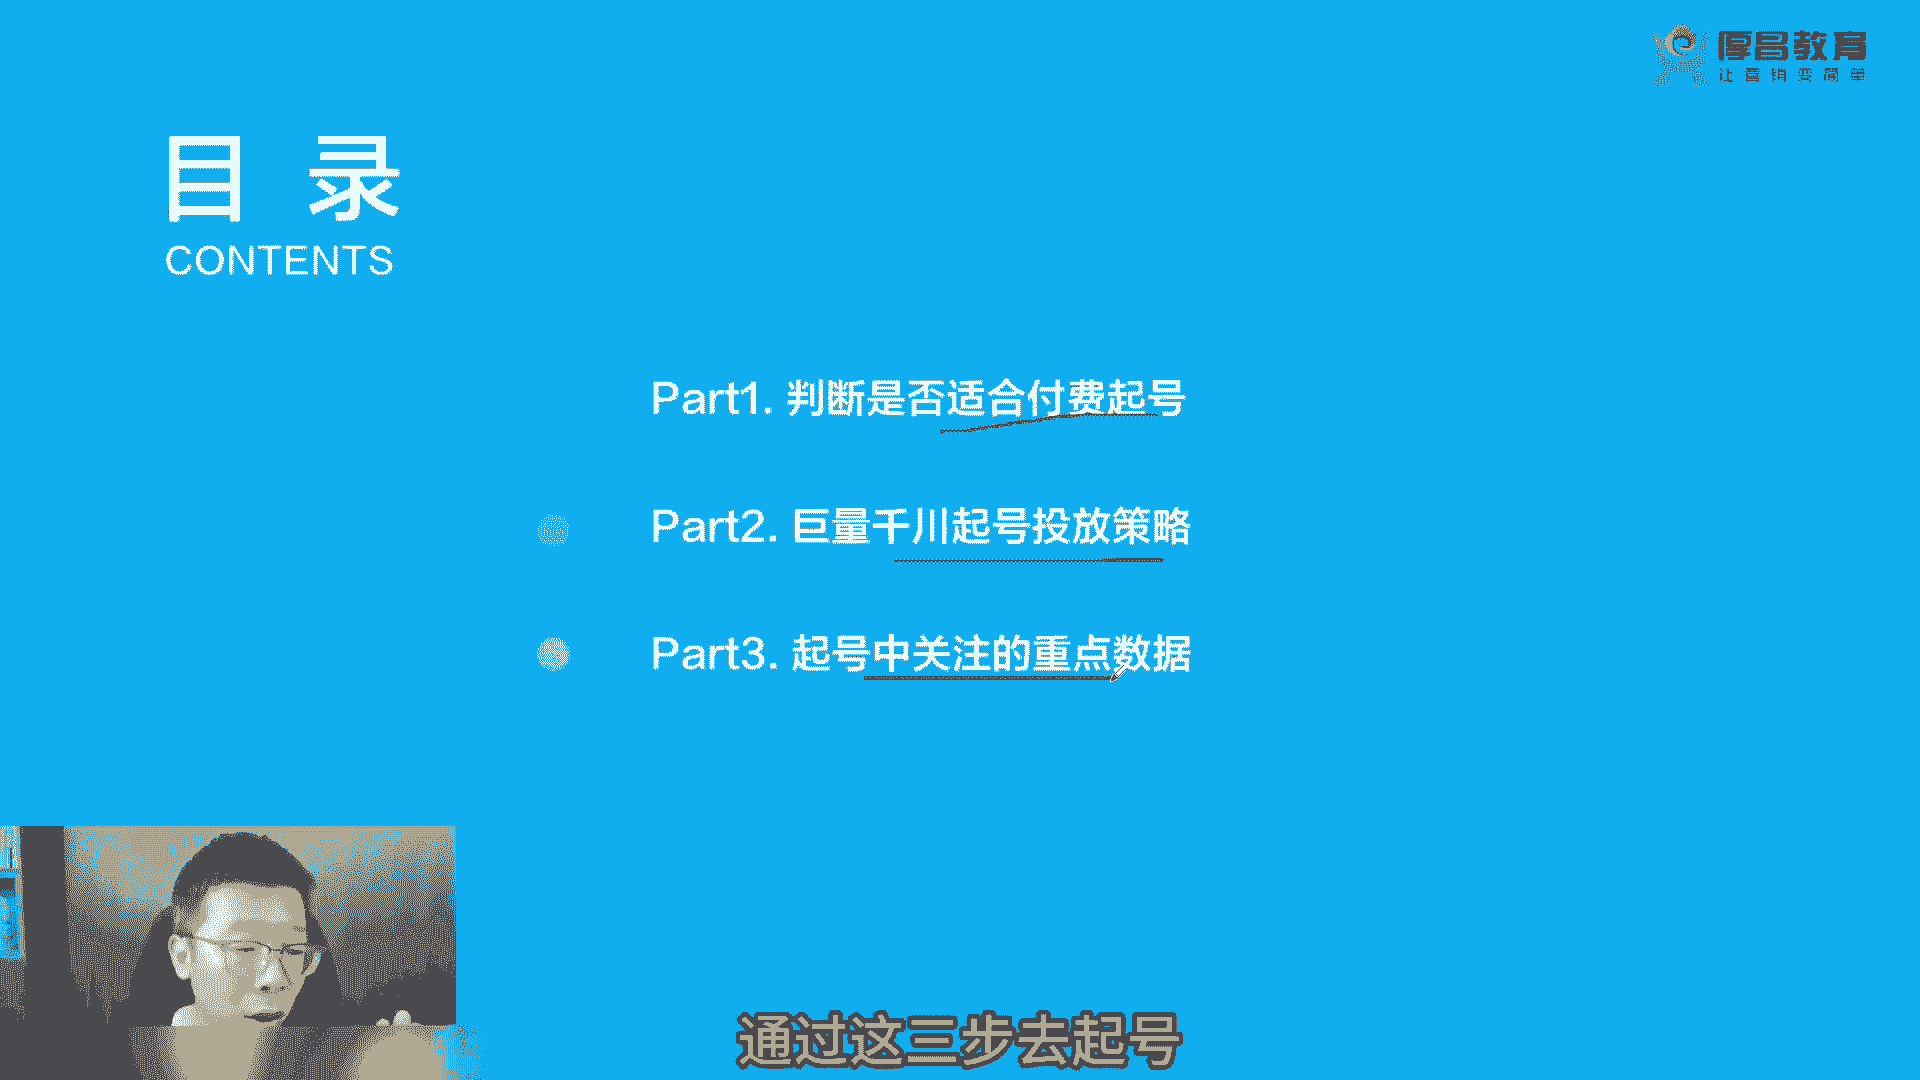 厚昌教育
让营销变简单
目 录
CONTENTS
Part1. 判断是否适合付费起号
Part2. 巨量千川起号投放策略
Part3. 起号中关注的重点数据
通过这三步去起号